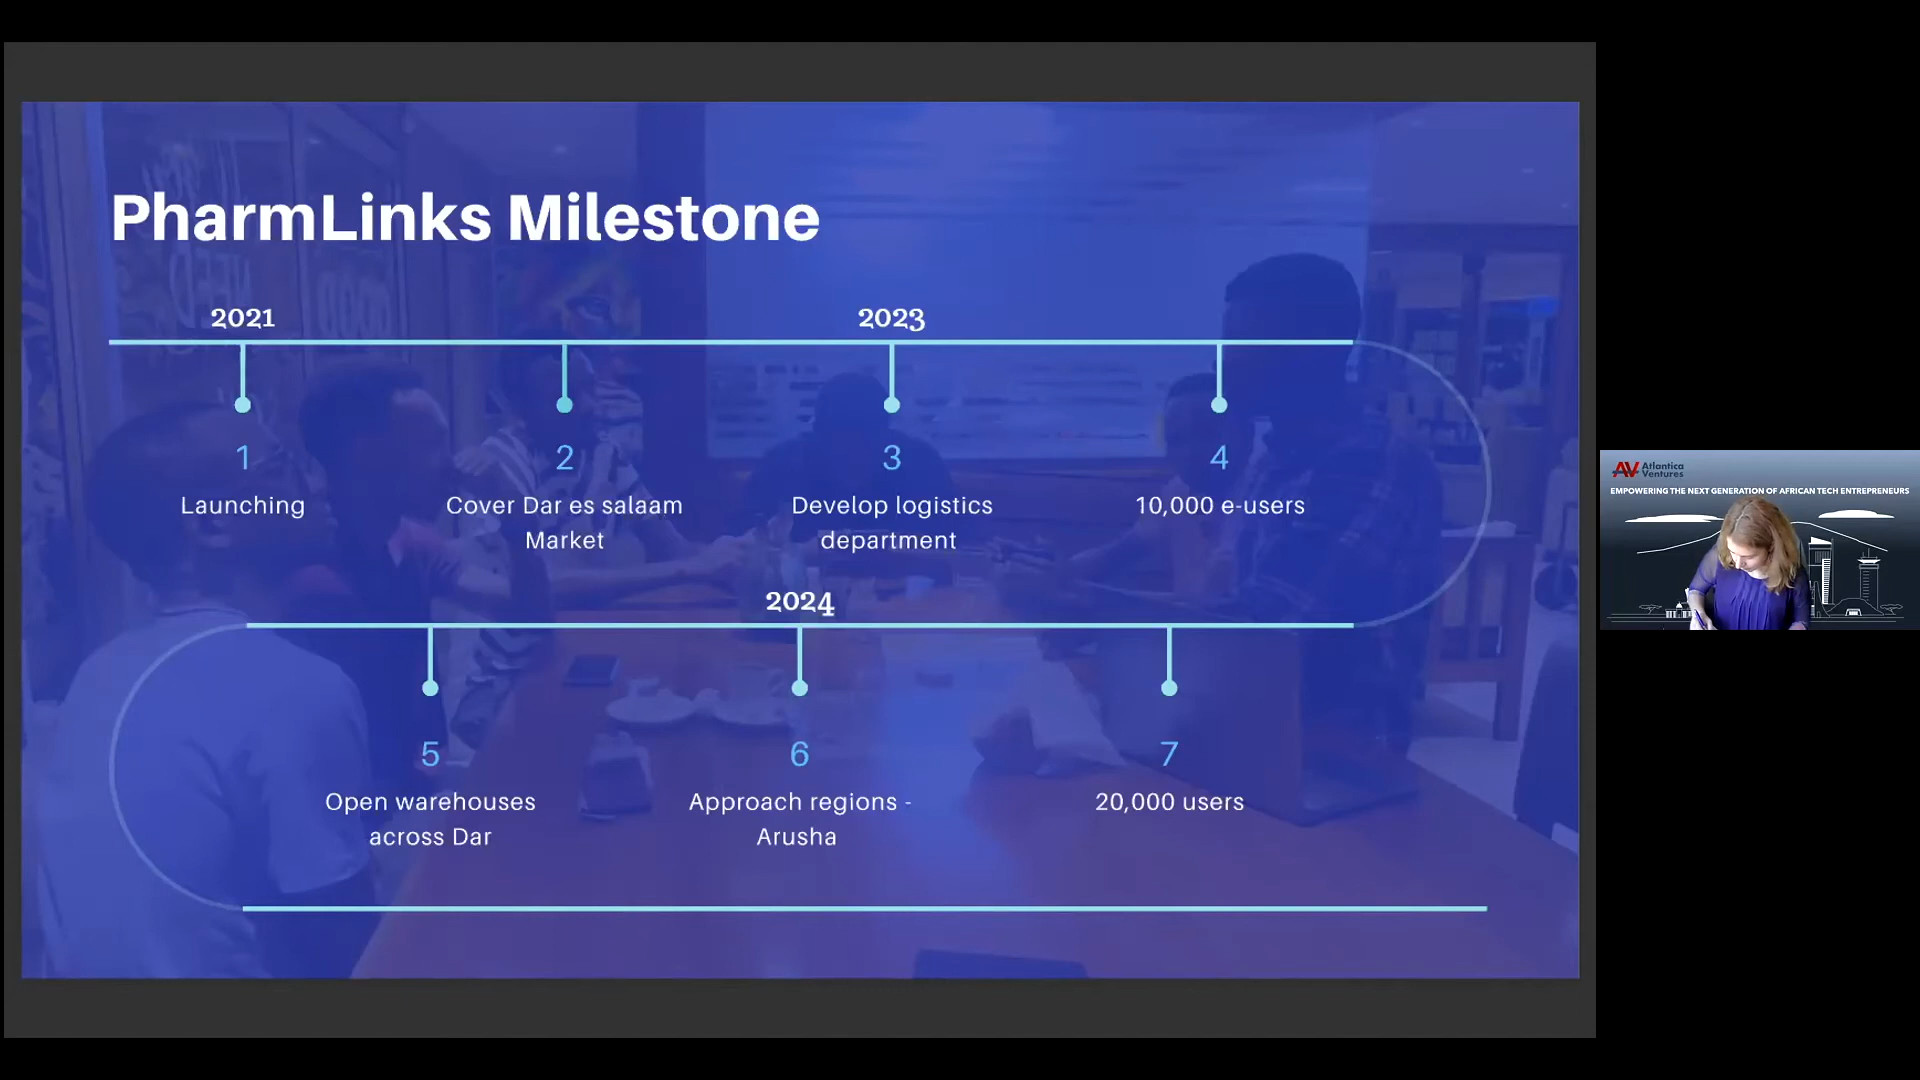 PharmLinks Milestone
2021
2023
1
2
3
4
Launching
Cover Dar es salaam
Market
Develop logistics
department
10,000 e-users
2024
5
6
7
Open warehouses
across Dar
Approach regions -
Arusha
20,000 users
AV Atlantica
Ventures
EMPOWERING THE NEXT GENERATION OF AFRICAN TECH ENTREPRENEURS